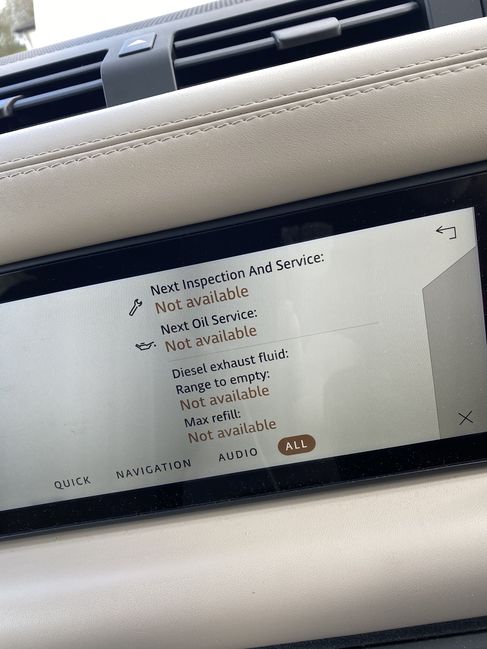 Next Inspection And Service:
Not available
Next Oil Service:
Not available
Diesel exhaust fluid:
Range to empty:
Not available
Max refill:
Not available
QUICK NAVIGATION AUDIO ALL